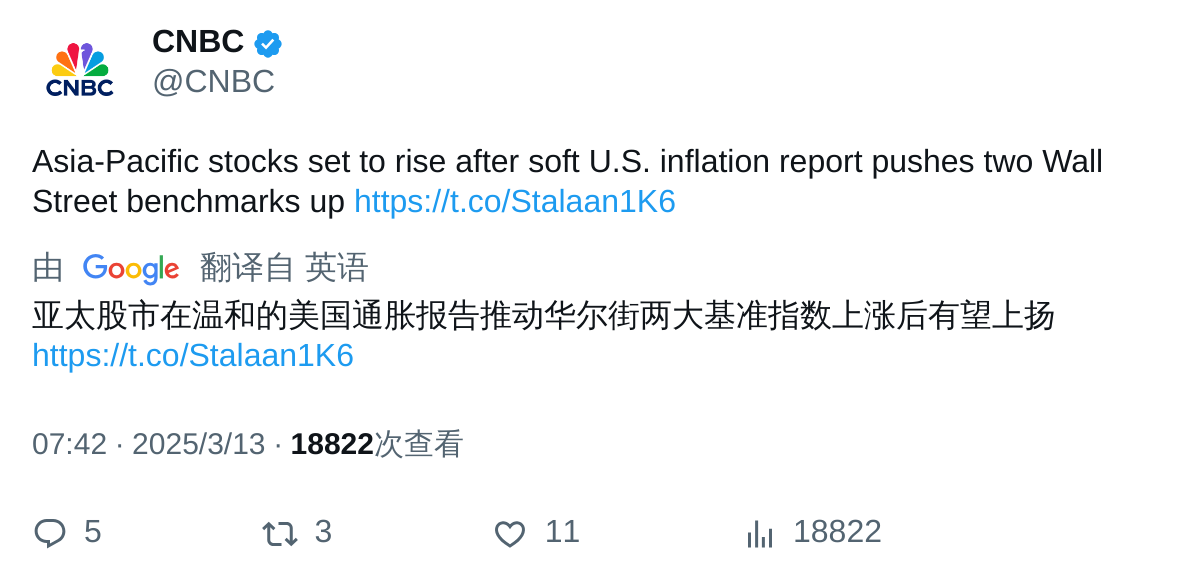 CNBC
CNBC
@CNBC
Asia-Pacific stocks set to rise after soft U.S. inflation report pushes two Wall
Street benchmarks up https://t.co/Stalaan1K6
由 Google 翻译自 英语
亚太股市在温和的美国通胀报告推动华尔街两大基准指数上涨后有望上扬
https://t.co/Stalaan1K6
07:42 · 2025/3/13 · 18822次查看
5 3 11 18822